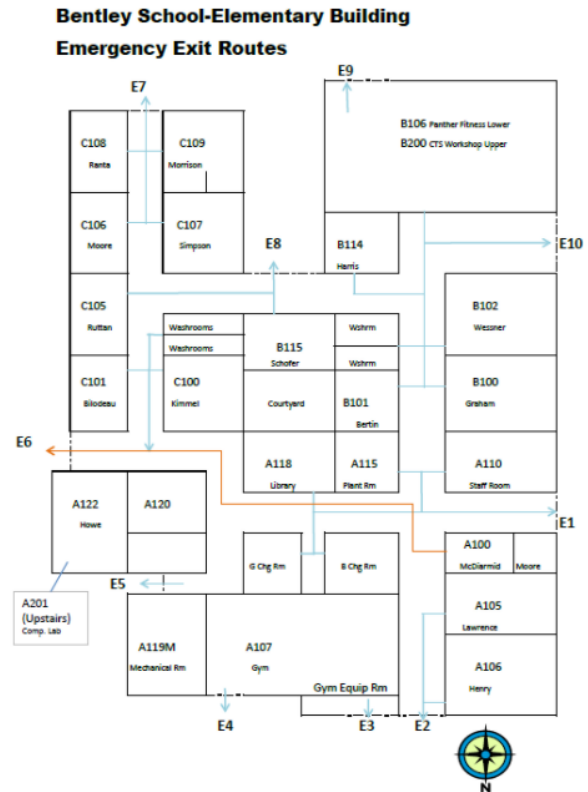 Bentley School-Elementary Building
Emergency Exit Routes
E7
E9
C108
Ranta
C109
Morrison
B106 Panther Fitness Lower
B200 CTS Workshop Upper
C106
Moore
C107
Simpson
E8
B114
Harris
E10
C105
Ruttan
Washrooms
Washrooms
B115
Schofer
Wshrm
Wshrm
B102
Wessner
C101
Bilodeau
C100
Kimmel
Courtyard
B101
Bertin
B100
Graham
E6
A118
Library
A115
Plant Rm
A110
Staff Room
A122
Howe
A120
E1
A100
McDiarmid
Moore
G Chg Rm
B Chg Rm
E5
A201
(Upstairs)
Comp. Lab
A105
Lawrence
A119M
Mechanical Rm
A107
Gym
A106
Henry
Gym Equip Rm
E4
E3
E2
N